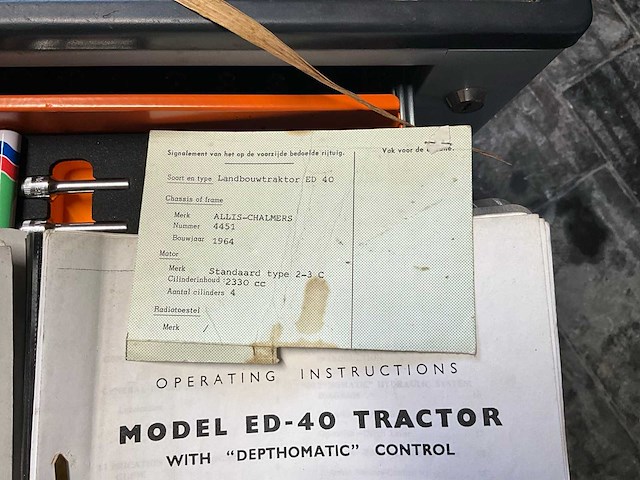 Signalement van het op de voorzijde bedoelde rijtuig.
Vak voor de
Soort en type Landbouwtraktor ED 40
Chassis of frame
Merk ALLIS-CHALMERS
Nummer 4451
Bouwjaar 1964
Motor
Merk Standaard type 2-3 C
Cilinderinhoud 2330 cc
Aantal cilinders 4
Radiotoestel
Merk /
OPERATING INSTRUCTIONS
MODEL ED-40 TRACTOR
WITH "DEPTHOMATIC" CONTROL